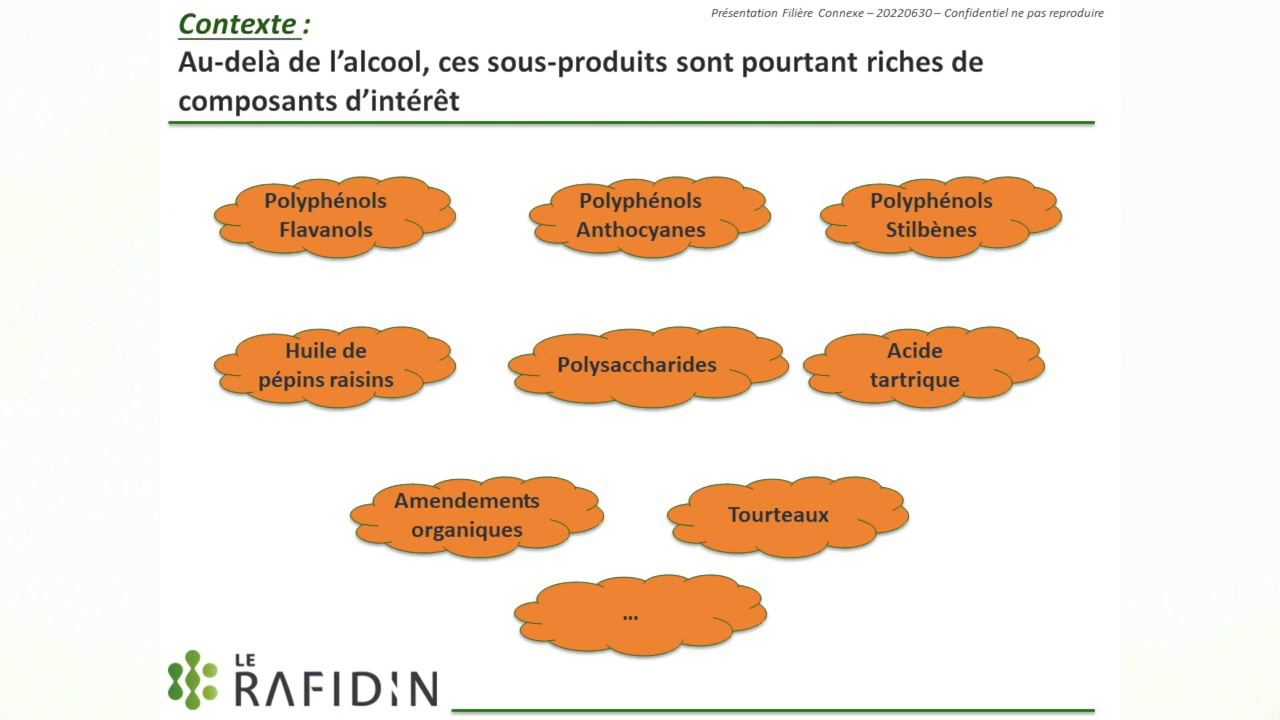 Présentation Filière Connexe – 20220630 – Confidentiel ne pas reproduire
Contexte :
Au-delà de l’alcool, ces sous-produits sont pourtant riches de
composants d’intérêt
Polyphénols
Flavanols
Polyphénols
Anthocyanes
Polyphénols
Stilbènes
Huile de
pépins raisins
Polysaccharides
Acide
tartrique
Amendements
organiques
Tourteaux
...
LE
RAFIDIN